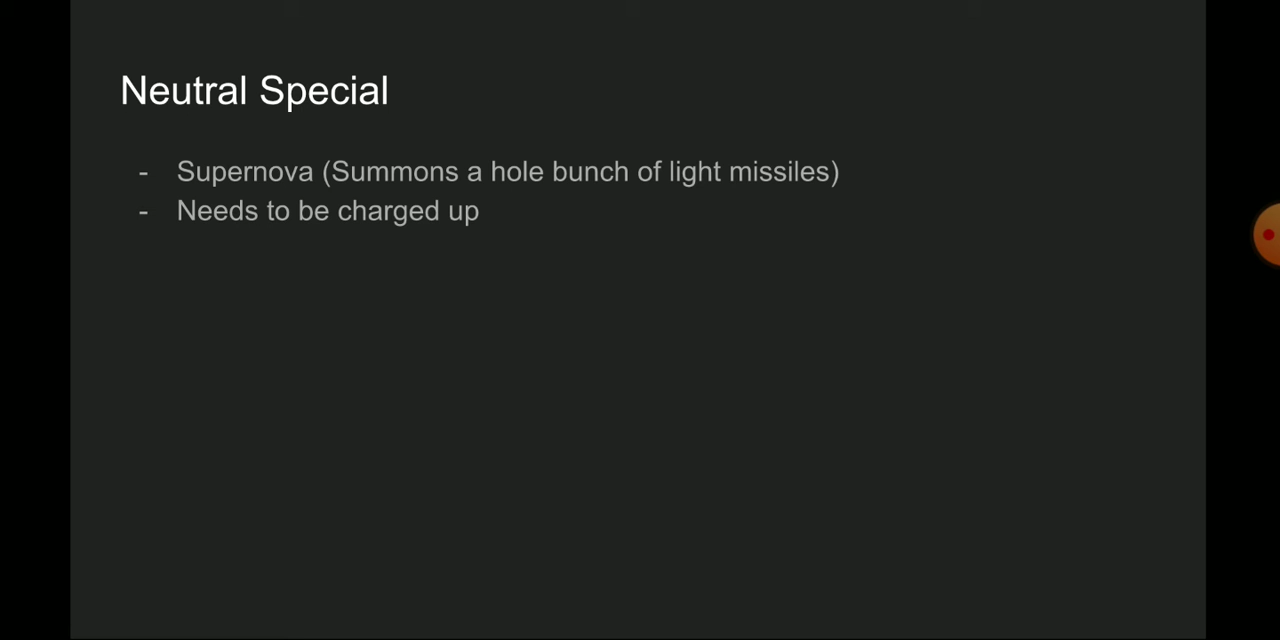 Neutral Special
- Supernova (Summons a hole bunch of light missiles)
- Needs to be charged up